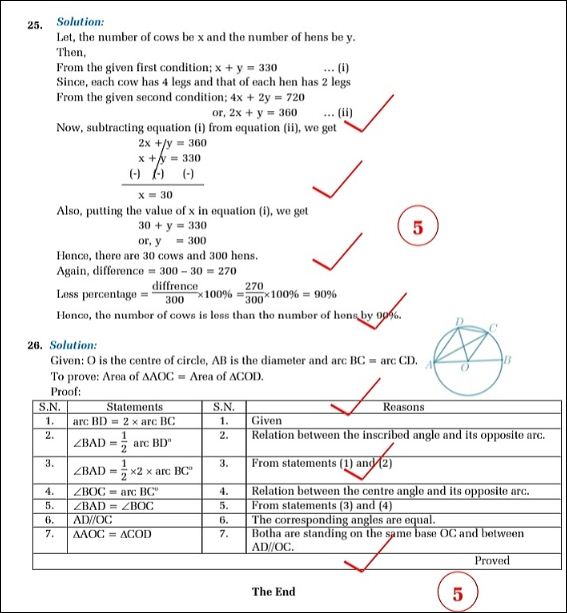 25. Solution:
Let, the number of cows be x and the number of hens be y.
Then,
From the given first condition; x + y = 330 ... (i)
Since, each cow has 4 legs and that of each hen has 2 legs
From the given second condition; 4x + 2y = 720
or, 2x + y = 360 ... (ii)
Now, subtracting equation (i) from equation (ii), we get
2x + y = 360
x + y = 330
(-) (-) (-)
x = 30
Also, putting the value of x in equation (i), we get
30 + y = 330
5
or, y = 300
Hence, there are 30 cows and 300 hens.
Again, difference = 300 – 30 = 270
Less percentage = diffrence/300 ×100% = 270/300 ×100% = 90%
Hence, the number of cows is less than the number of hens by 90%.
26. Solution:
D C A O B
Given: O is the centre of circle, AB is the diameter and arc BC = arc CD.
To prove: Area of ΔAOC = Area of ΔCOD.
Proof:
S.N. Statements S.N. Reasons
1. arc BD = 2 × arc BC 1. Given
2. ∠BAD = 1/2 arc BD° 2. Relation between the inscribed angle and its opposite arc.
3. ∠BAD = 1/2 ×2 × arc BC° 3. From statements (1) and (2)
4. ∠BOC = arc BC° 4. Relation between the centre angle and its opposite arc.
5. ∠BAD = ∠BOC 5. From statements (3) and (4)
6. AD//OC 6. The corresponding angles are equal.
7. ΔAOC = ΔCOD 7. Botha are standing on the same base OC and between
AD//OC.
Proved
The End
5